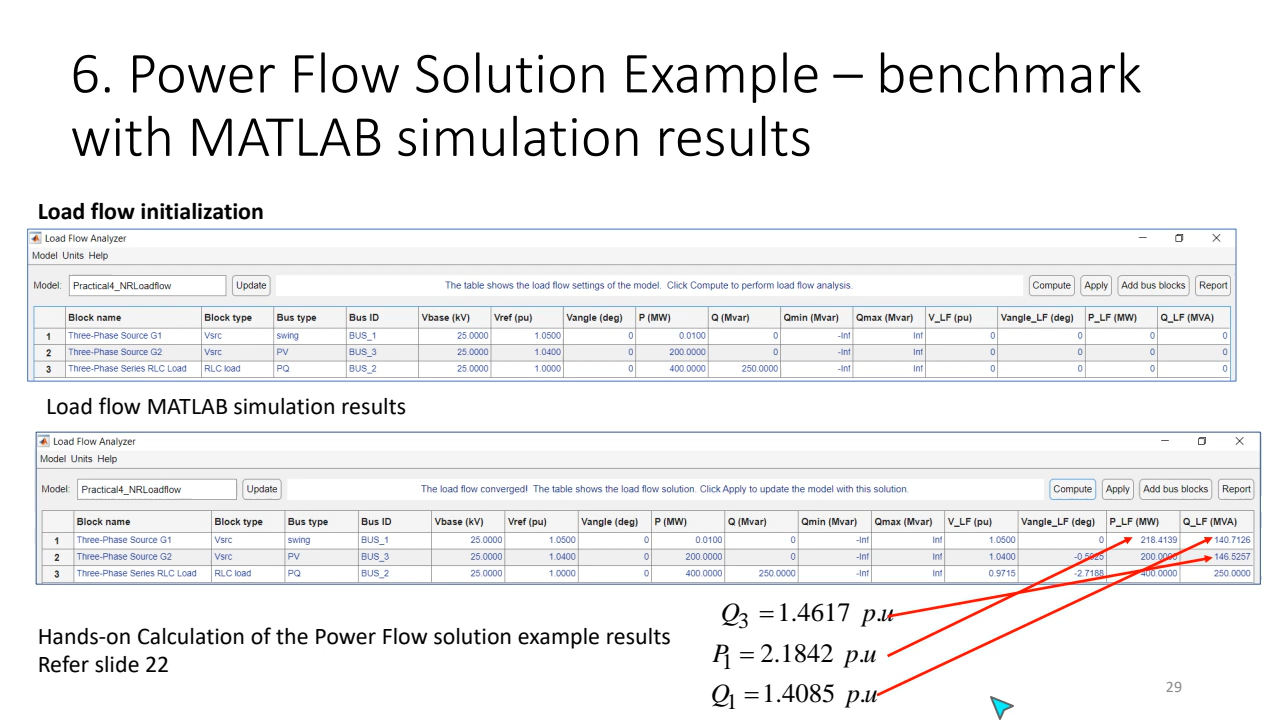 6. Power Flow Solution Example – benchmark
with MATLAB simulation results
Load flow initialization
Load Flow Analyzer
Model Units Help
Model: Practical4_NRLoadflow Update The table shows the load flow settings of the model. Click Compute to perform load flow analysis. Compute Apply Add bus blocks Report
Block name Block type Bus type Bus ID Vbase (kV) Vref (pu) Vangle (deg) P (MW) Q (Mvar) Qmin (Mvar) Qmax (Mvar) V_LF (pu) Vangle_LF (deg) P_LF (MW) Q_LF (MVA)
1 Three-Phase Source G1 Vsrc swing BUS_1 25.0000 1.0500 0 0.0100 0 -Inf Inf 0 0 0 0
2 Three-Phase Source G2 Vsrc PV BUS_3 25.0000 1.0400 0 200.0000 0 -Inf Inf 0 0 0 0
3 Three-Phase Series RLC Load RLC load PQ BUS_2 25.0000 1.0000 0 400.0000 250.0000 -Inf Inf 0 0 0 0
Load flow MATLAB simulation results
Load Flow Analyzer
Model Units Help
Model: Practical4_NRLoadflow Update The load flow converged! The table shows the load flow solution. Click Apply to update the model with this solution. Compute Apply Add bus blocks Report
Block name Block type Bus type Bus ID Vbase (kV) Vref (pu) Vangle (deg) P (MW) Q (Mvar) Qmin (Mvar) Qmax (Mvar) V_LF (pu) Vangle_LF (deg) P_LF (MW) Q_LF (MVA)
1 Three-Phase Source G1 Vsrc swing BUS_1 25.0000 1.0500 0 0.0100 0 -Inf Inf 1.0500 0 218.4139 140.7126
2 Three-Phase Source G2 Vsrc PV BUS_3 25.0000 1.0400 0 200.0000 0 -Inf Inf 1.0400 200.0000 146.5257
3 Three-Phase Series RLC Load RLC load PQ BUS_2 25.0000 1.0000 0 400.0000 250.0000 -Inf Inf 0.9715 -2.7188 400.0000 250.0000
Q3 = 1.4617 p.u
Hands-on Calculation of the Power Flow solution example results
Refer slide 22
P1 = 2.1842 p.u
Q1 = 1.4085 p.u
29